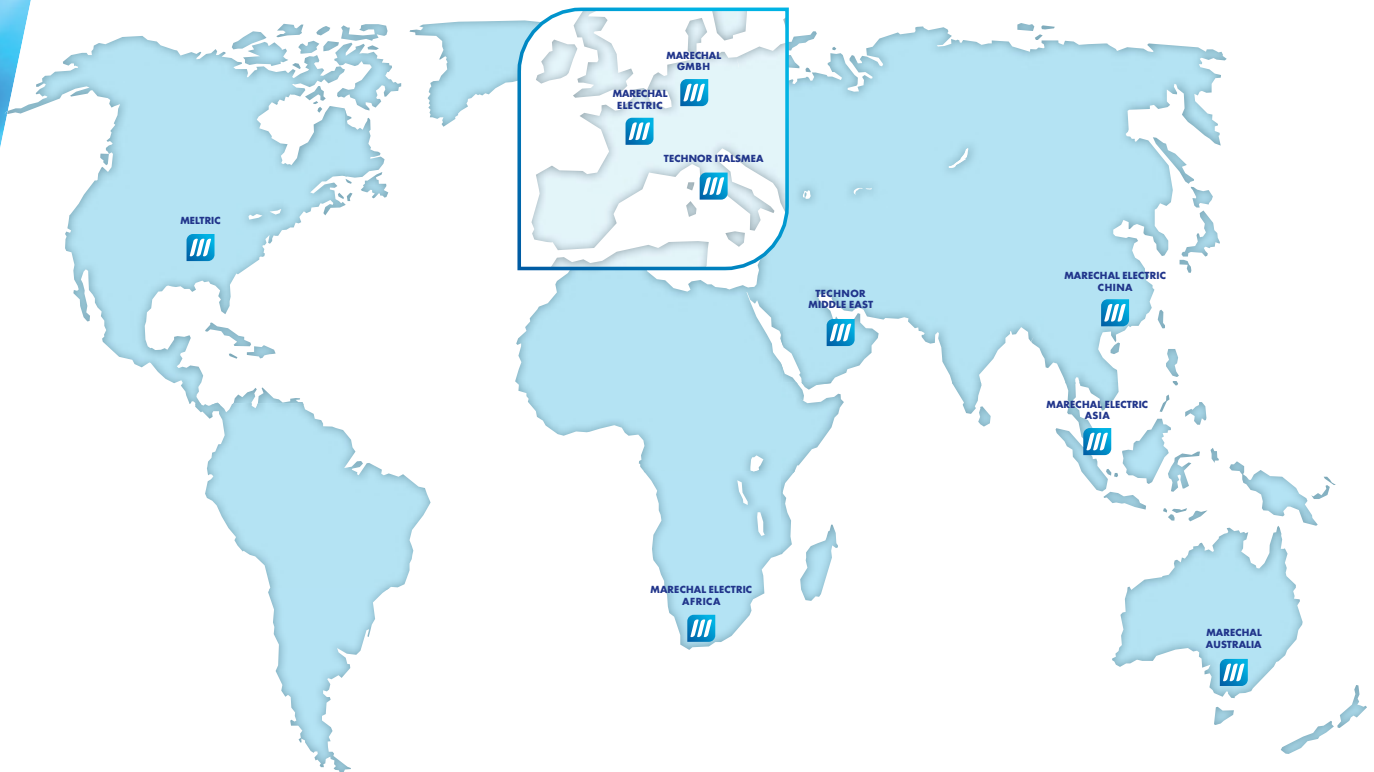 MARECHAL
GMBH
MARECHAL
ELECTRIC
TECHNOR ITALSMEA
MELTRIC
MARECHAL ELECTRIC
CHINA
TECHNOR
MIDDLE EAST
MARECHAL ELECTRIC
ASIA
MARECHAL ELECTRIC
AFRICA
MARECHAL
AUSTRALIA